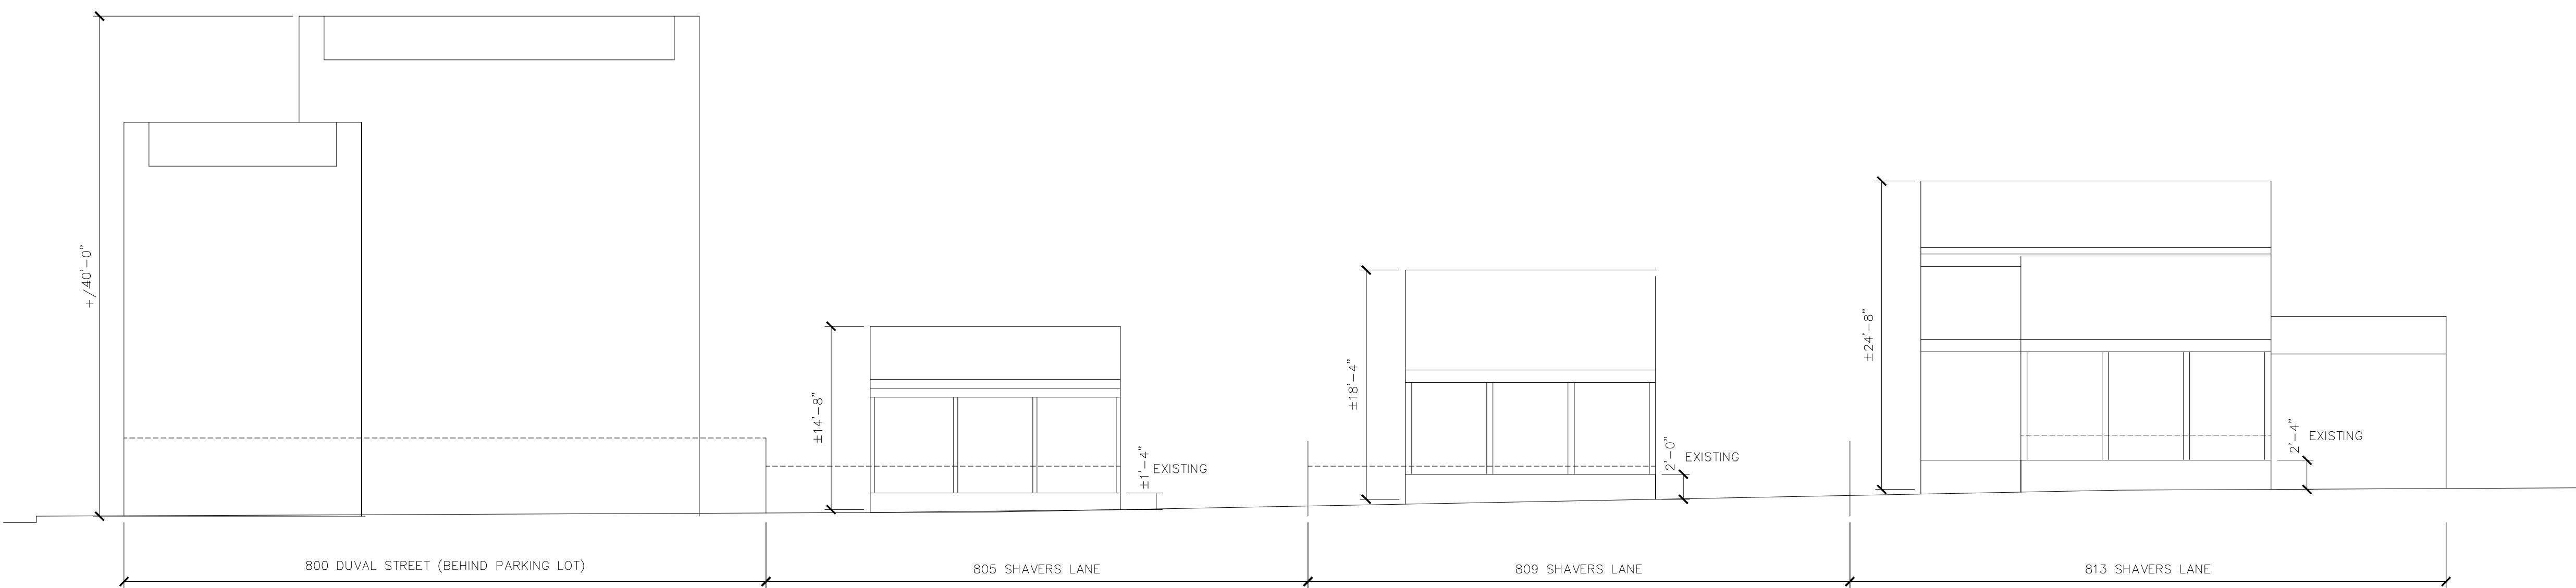 +/40'-0"
800 DUVAL STREET (BEHIND PARKING LOT)
±14'-8"
±1'-4"
EXISTING
805 SHAVERS LANE
±18'-4"
2'-0"
EXISTING
809 SHAVERS LANE
±24'-8"
2'-4"
EXISTING
813 SHAVERS LANE